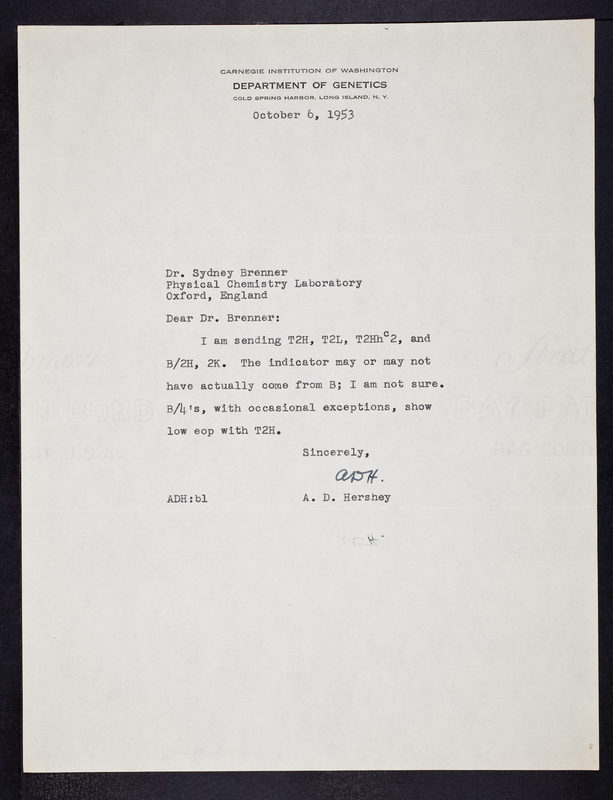 CARNEGIE INSTITUTION OF WASHINGTON
DEPARTMENT OF GENETICS
COLD SPRING HARBOR, LONG ISLAND, N. Y.
October 6, 1953
Dr. Sydney Brenner
Physical Chemistry Laboratory
Oxford, England
Dear Dr. Brenner:
I am sending T2H, T2L, T2Hhᶜ2, and
B/2H, 2K. The indicator may or may not
have actually come from B; I am not sure.
B/4's, with occasional exceptions, show
low eop with T2H.
Sincerely,
ADH.
ADH:bl A. D. Hershey